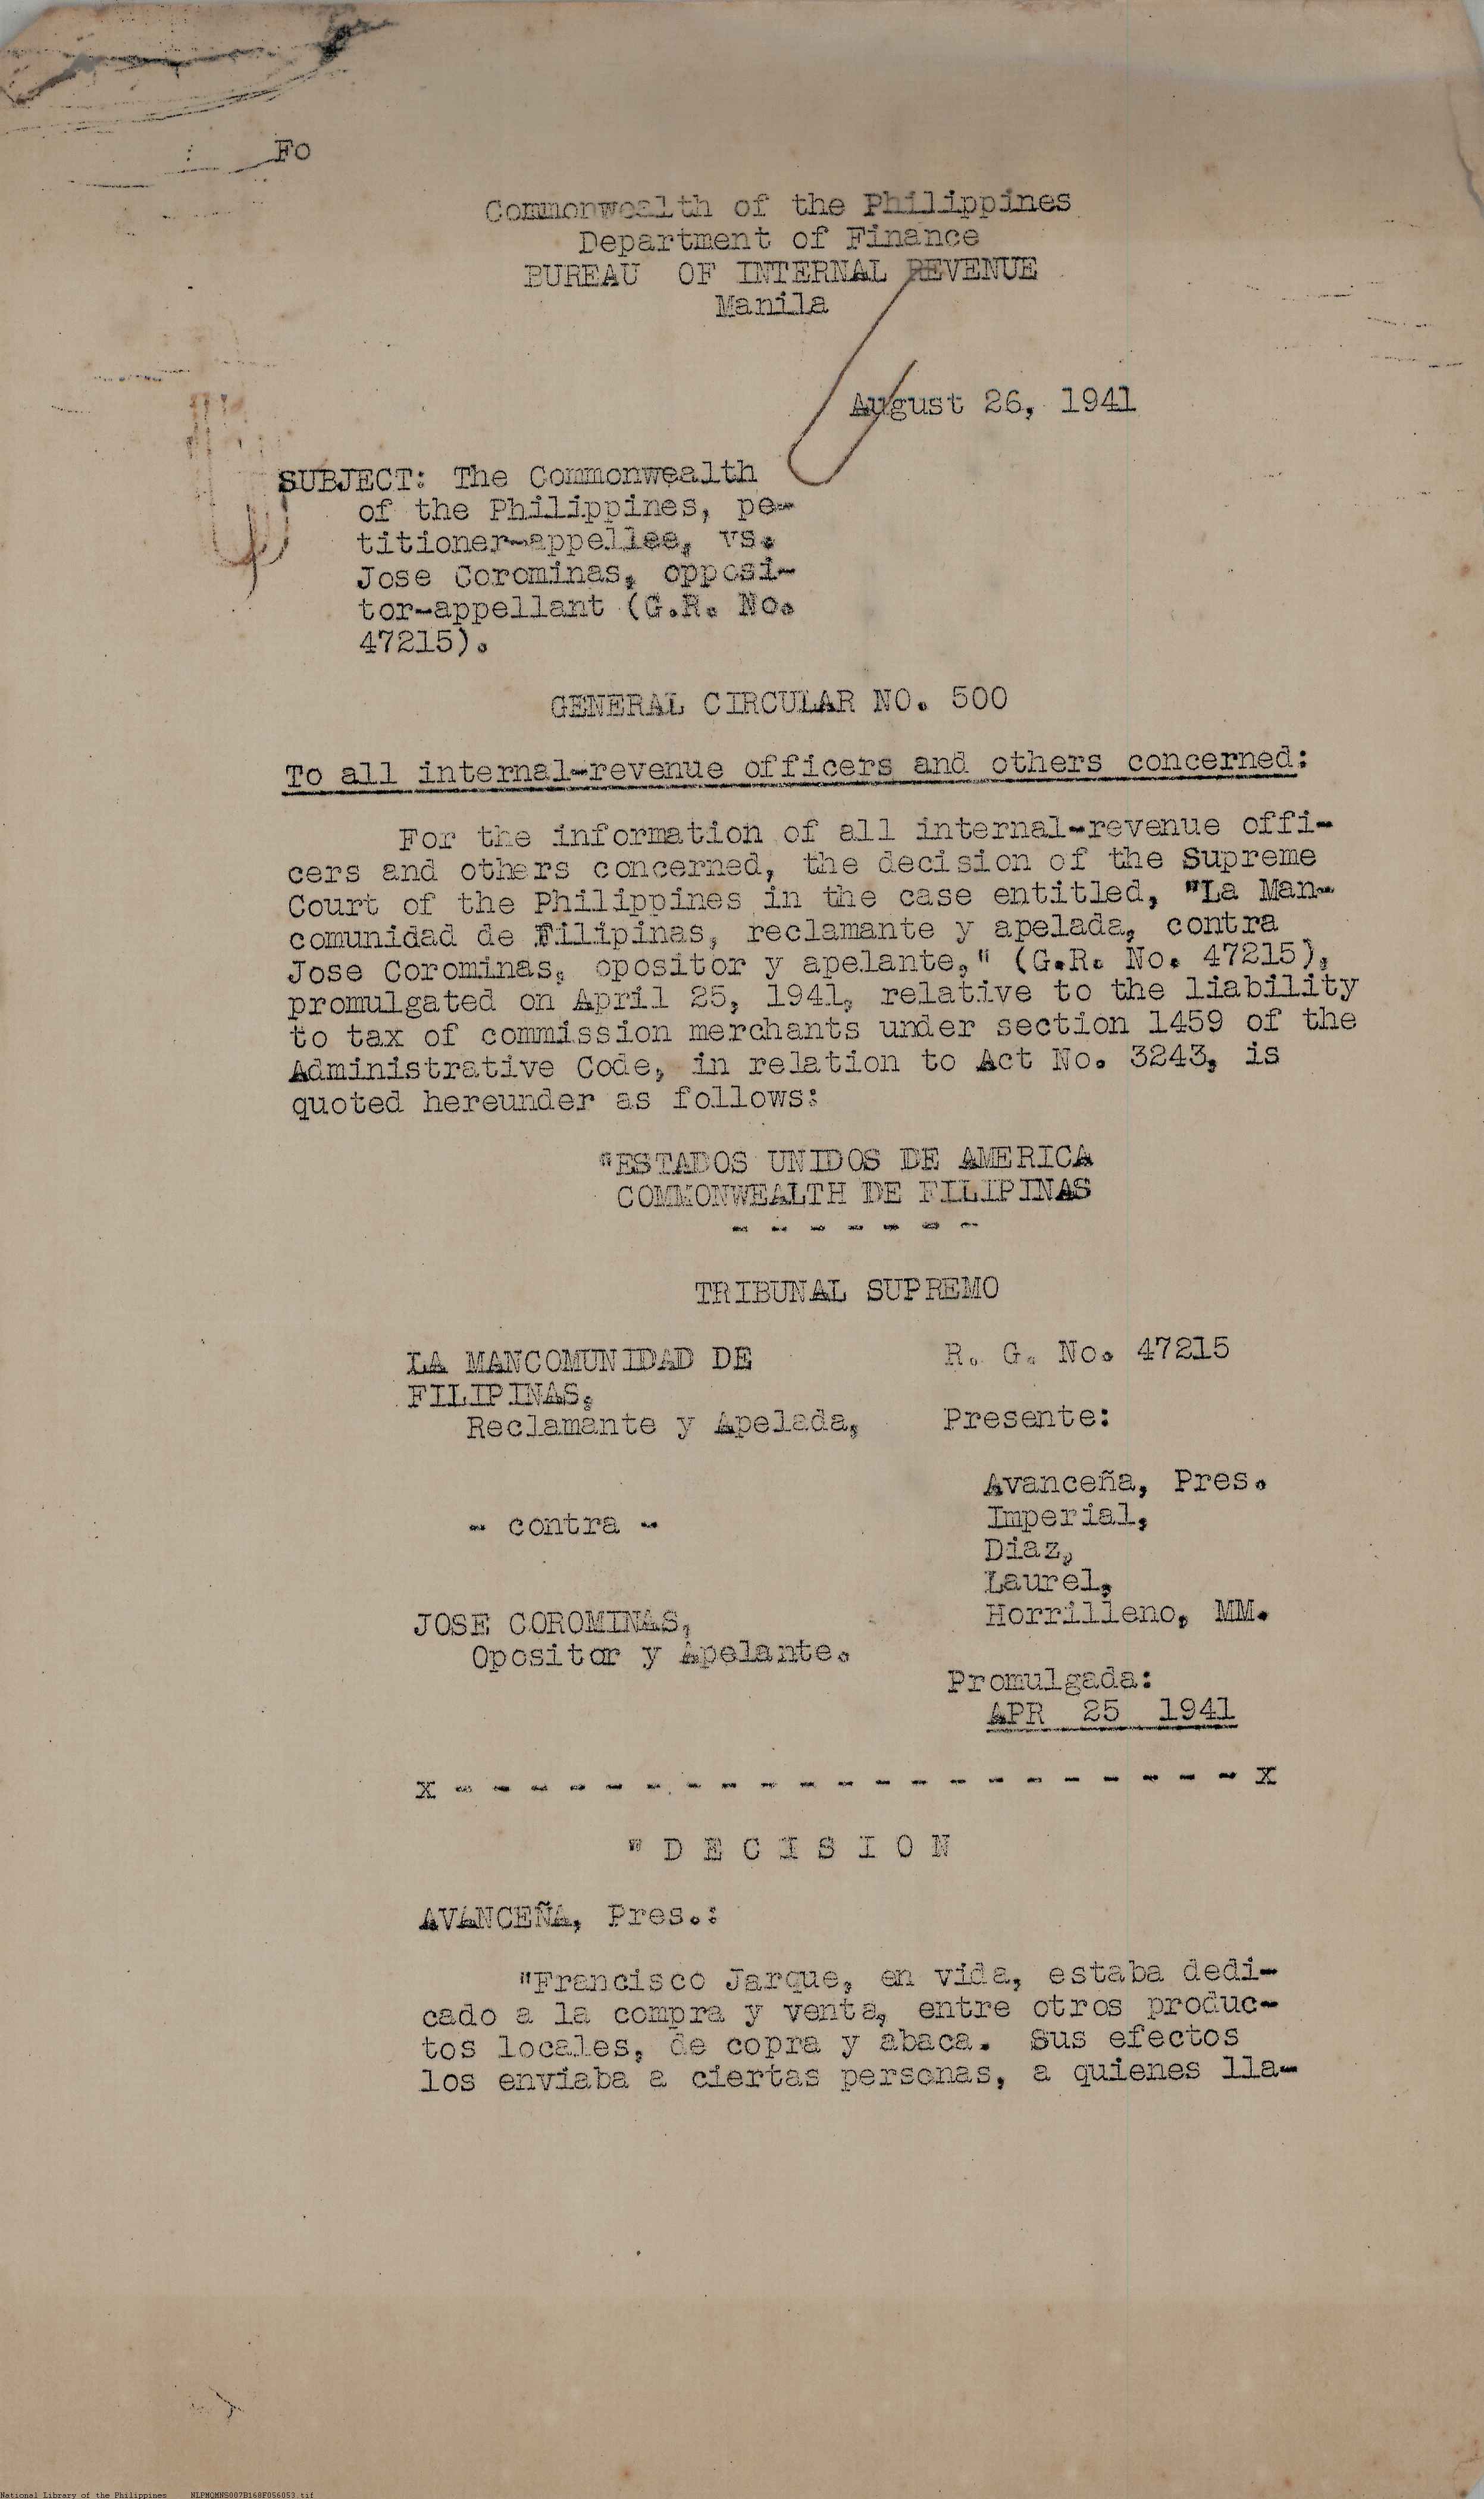 Fo
Commonwealth of the Philippines
Department of Finance
BUREAU OF INTERNAL REVENUE
Manila
August 26, 1941
SUBJECT: The Commonwealth
of the Philippines, pe-
titioner-appellee, vs.
Jose Corominas, opposi-
tor-appellant (G.R. No.
47215).
GENERAL CIRCULAR NO. 500
To all internal-revenue officers and others concerned:
For the information of all internal-revenue offi-
cers and others concerned, the decision of the Supreme
Court of the Philippines in the case entitled, "La Man-
comunidad de Filipinas, reclamante y apelada, contra
Jose Corominas, opositor y apelante," (G.R. No. 47215),
promulgated on April 25, 1941, relative to the liability
to tax of commission merchants under section 1459 of the
Administrative Code, in relation to Act No. 3243, is
quoted hereunder as follows:
"ESTADOS UNIDOS DE AMERICA
COMMONWEALTH DE FILIPINAS
- - - - - - -
TRIBUNAL SUPREMO
LA MANCOMUNIDAD DE
FILIPINAS,
Reclamante y Apelada,
- contra -
JOSE COROMINAS,
Opositor y Apelante.
R. G. No. 47215
Presente:
Avanceña, Pres.
Imperial,
Diaz,
Laurel,
Horrilleno, MM.
Promulgada:
APR 25 1941
x - - - - - - - - - - - - - - - - - - - - - x
"D E C I S I O N
AVANCEÑA, Pres.:
"Francisco Jarque, en vida, estaba dedi-
cado a la compra y venta, entre otros produc-
tos locales, de copra y abaca. Sus efectos
los enviaba a ciertas personas, a quienes lla-
National Library of the Philippines NLPMQMNS007B168F056053.tif